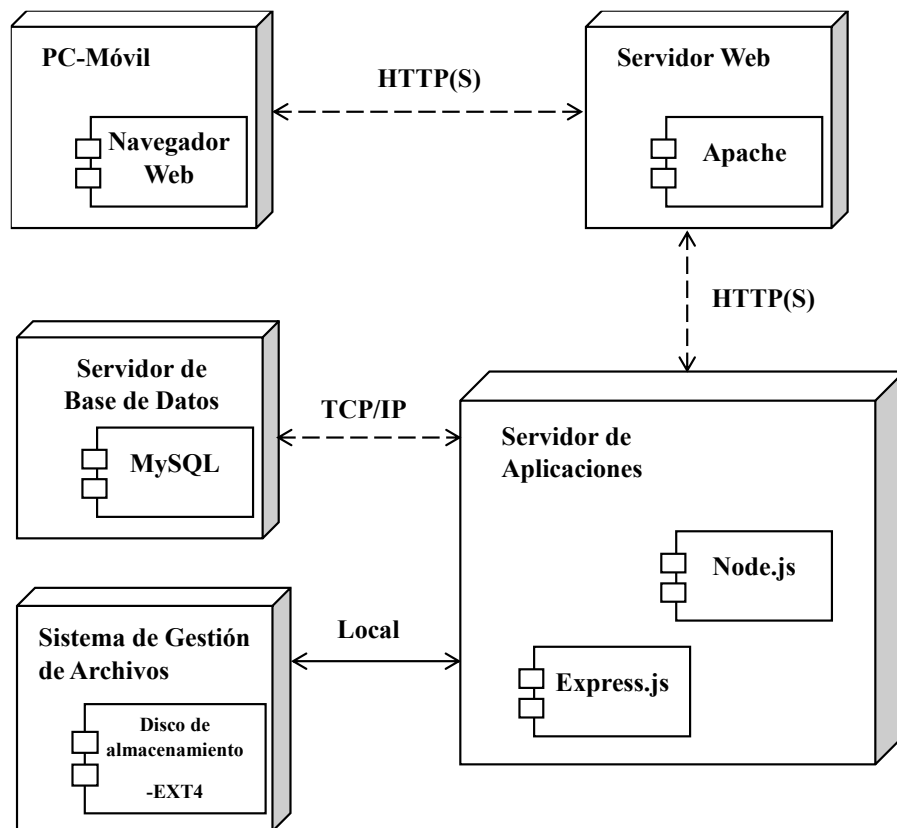 PC-Móvil
Navegador
Web
HTTP(S)
Servidor Web
Apache
HTTP(S)
Servidor de
Base de Datos
MySQL
TCP/IP
Servidor de
Aplicaciones
Node.js
Express.js
Sistema de Gestión
de Archivos
Disco de
almacenamiento
-EXT4
Local